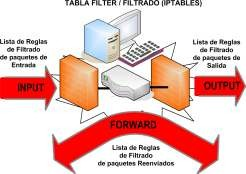 TABLA FILTER / FILTRADO (IPTABLES)
Lista de Reglas
de Filtrado
de paquetes de
Entrada
Lista de Reglas
de Filtrado
de paquetes de
Salida
INPUT
OUTPUT
FORWARD
Lista de Reglas
de Filtrado
de paquetes Reenviados